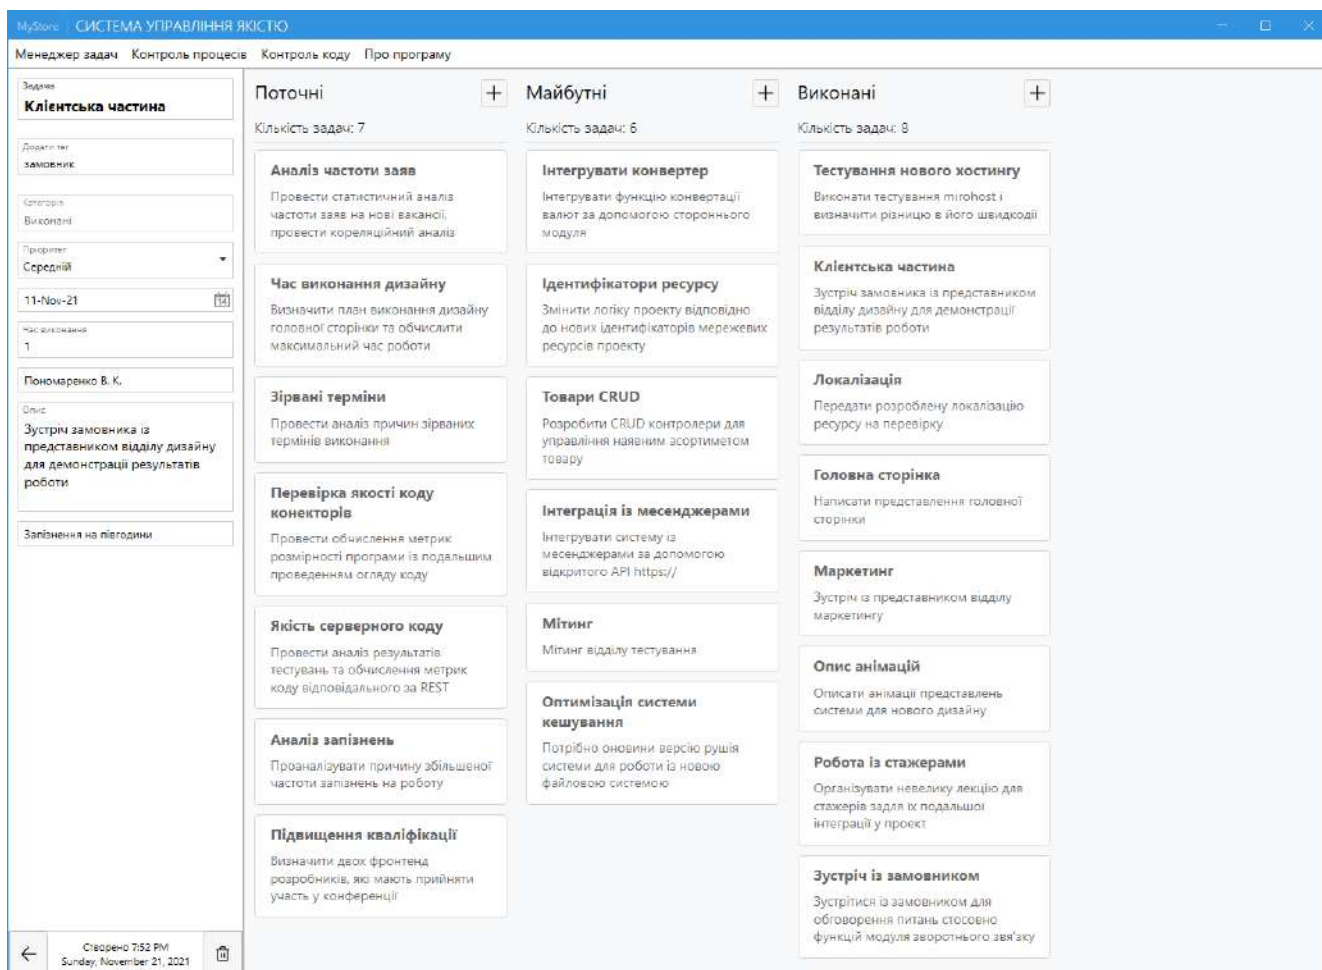 MyStore | СИСТЕМА УПРАВЛІННЯ ЯКІСТЮ
Менеджер задач Контроль процесів Контроль коду Про програму
Задача
Клієнтська частина
Додати тег
замовник
Категорія
Виконані
Пріоритет
Середній
11-Nov-21
14
Час виконання
1
Пономаренко В. К.
Опис
Зустріч замовника із
представником відділу дизайну
для демонстрації результатів
роботи
Запізнення на півгодини
Створено 7:52 PM
Sunday, November 21, 2021
Поточні +
Кількість задач: 7
Аналіз частоти заяв
Провести статистичний аналіз
частоти заяв на нові вакансії,
провести кореляційний аналіз
Час виконання дизайну
Визначити план виконання дизайну
головної сторінки та обчислити
максимальний час роботи
Зірвані терміни
Провести аналіз причин зірваних
термінів виконання
Перевірка якості коду
конекторів
Провести обчислення метрик
розмірності програми із подальшим
проведенням огляду коду
Якість серверного коду
Провести аналіз результатів
тестувань та обчислення метрик
коду відповідального за REST
Аналіз запізнень
Проаналізувати причину збільшеної
частоти запізнень на роботу
Підвищення кваліфікації
Визначити двох фронтенд
розробників, які мають прийняти
участь у конференції
Майбутні +
Кількість задач: 6
Інтегрувати конвертер
Інтегрувати функцію конвертації
валют за допомогою стороннього
модуля
Ідентифікатори ресурсу
Змінити логіку проекту відповідно
до нових ідентифікаторів мережевих
ресурсів проекту
Товари CRUD
Розробити CRUD контролери для
управління наявним асортиметом
товару
Інтеграція із месенджерами
Інтегрувати систему із
месенджерами за допомогою
відкритого API https://
Мітинг
Мітинг відділу тестування
Оптимізація системи
кешування
Потрібно оновини версію рушія
системи для роботи із новою
файловою системою
Виконані +
Кількість задач: 8
Тестування нового хостингу
Виконати тестування mirohost і
визначити різницю в його швидкодії
Клієнтська частина
Зустріч замовника із представником
відділу дизайну для демонстрації
результатів роботи
Локалізація
Передати розроблену локалізацію
ресурсу на перевірку
Головна сторінка
Написати представлення головної
сторінки
Маркетинг
Зустріч із представником відділу
маркетингу
Опис анімацій
Описати анімації представлень
системи для нового дизайну
Робота із стажерами
Організувати невелику лекцію для
стажерів задля їх подальшої
інтеграції у проект
Зустріч із замовником
Зустрітися із замовником для
обговорення питань стосовно
функцій модуля зворотнього зв'язку